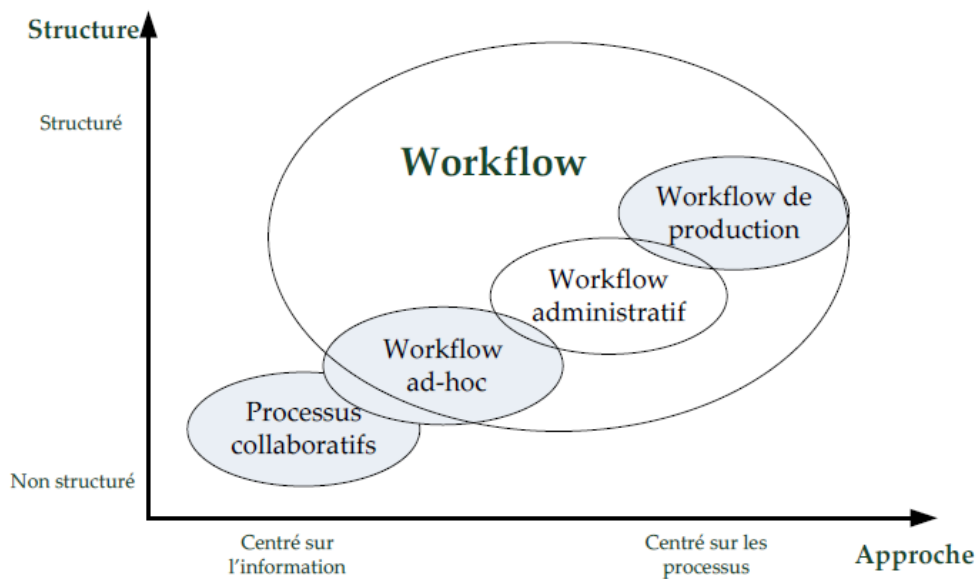 Structure
Structuré
Workflow
Workflow de
production
Workflow
administratif
Workflow
ad-hoc
Processus
collaboratifs
Non structuré
Centré sur
l'information
Centré sur les
processus
Approche